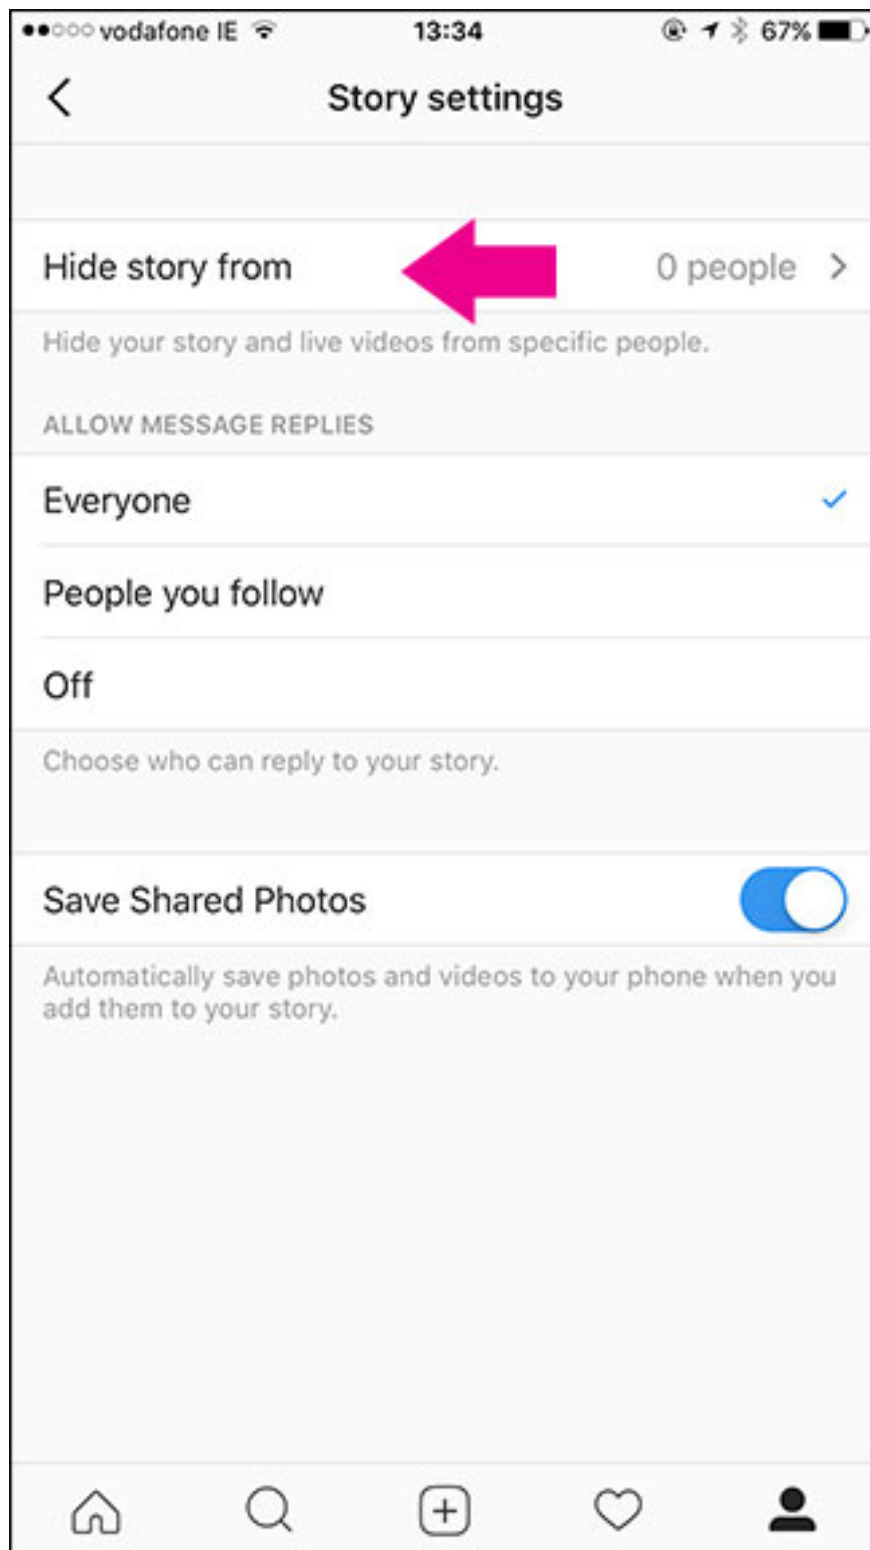 vodafone IE 13:34 67%
Story settings
Hide story from 0 people
Hide your story and live videos from specific people.
ALLOW MESSAGE REPLIES
Everyone
People you follow
Off
Choose who can reply to your story.
Save Shared Photos
Automatically save photos and videos to your phone when you
add them to your story.